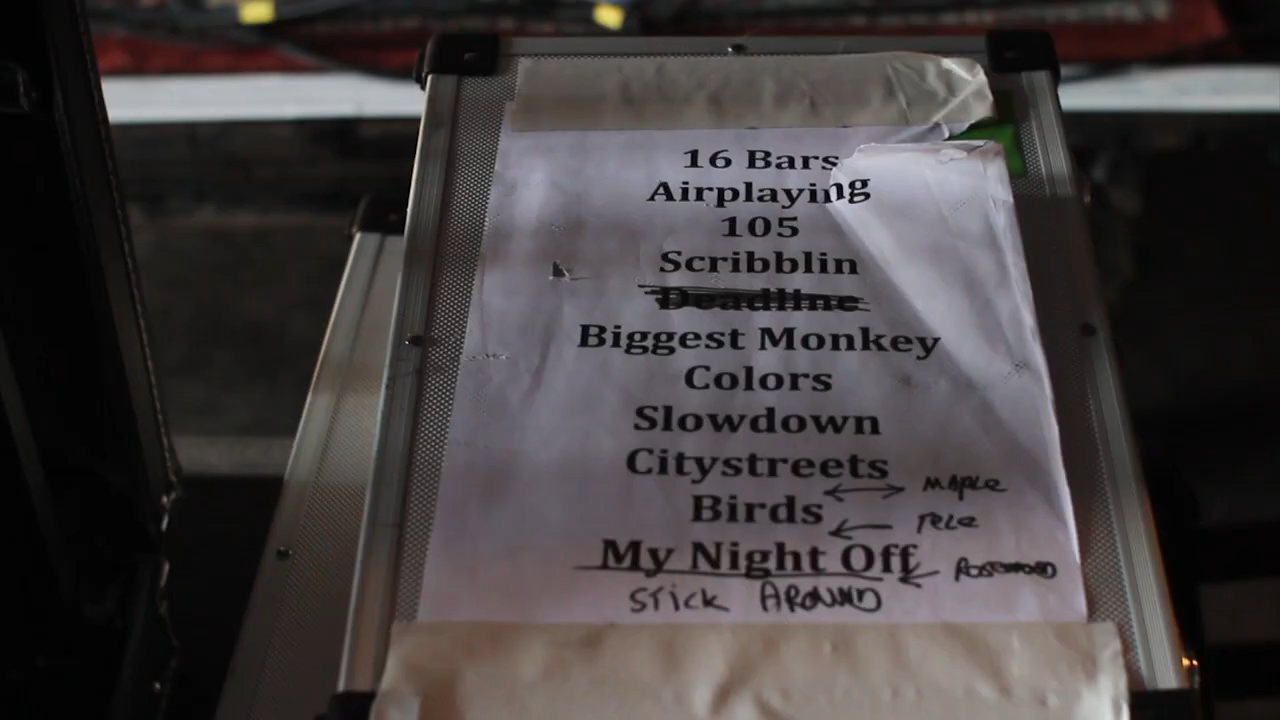 16 Bars
Airplaying
105
Scribblin
Deadline
Biggest Monkey
Colors
Slowdown
Citystreets
MAPLE
Birds
TELE
My Night Off
ROSEWOOD
STICK AROUND